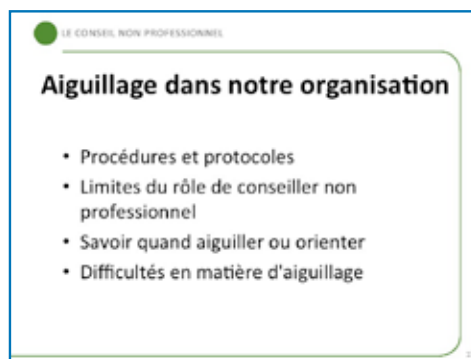 LE CONSEIL NON PROFESSIONNEL
Aiguillage dans notre organisation
• Procédures et protocoles
• Limites du rôle de conseiller non
professionnel
• Savoir quand aiguiller ou orienter
• Difficultés en matière d'aiguillage